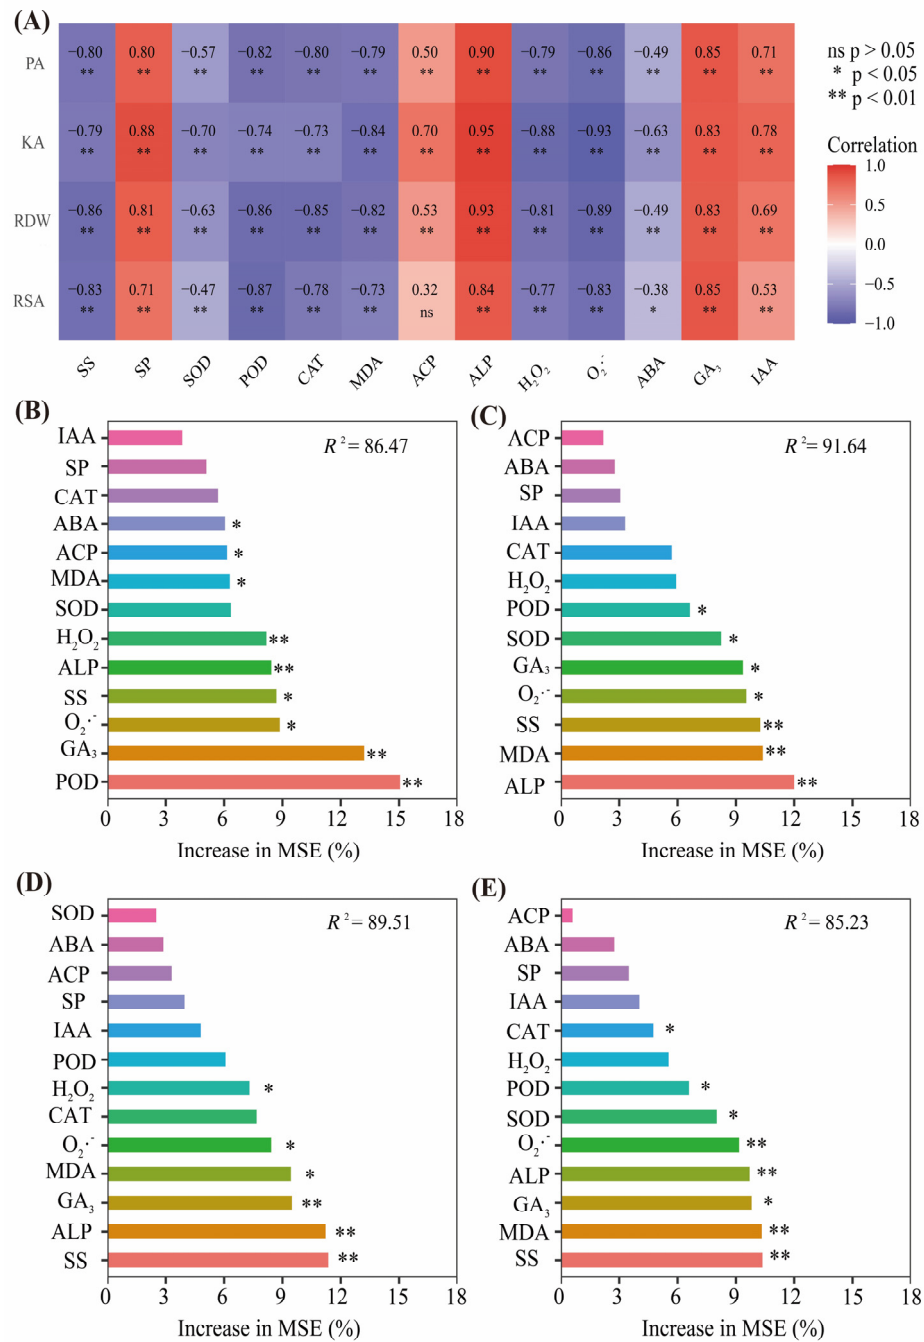 (A)
PA
−0.80 0.80 −0.57 −0.82 −0.80 −0.79 0.50 0.90 −0.79 −0.86 −0.49 0.85 0.71
** ** ** ** ** ** ** ** ** ** ** ** **
KA
−0.79 0.88 −0.70 −0.74 −0.73 −0.84 0.70 0.95 −0.88 −0.93 −0.63 0.83 0.78
** ** ** ** ** ** ** ** ** ** ** ** **
RDW
−0.86 0.81 −0.63 −0.86 −0.85 −0.82 0.53 0.93 −0.81 −0.89 −0.49 0.83 0.69
** ** ** ** ** ** ** ** ** ** ** ** **
RSA
−0.83 0.71 −0.47 −0.87 −0.78 −0.73 0.32 0.84 −0.77 −0.83 −0.38 0.85 0.53
** ** ** ** ** ** ns ** ** ** * ** **
SS SP SOD POD CAT MDA ACP ALP H₂O₂ O₂·⁻ ABA GA₃ IAA
ns p > 0.05
* p < 0.05
** p < 0.01
Correlation
1.0
0.5
0.0
−0.5
−1.0
(B)
R² = 86.47
IAA
SP
CAT
ABA *
ACP *
MDA *
SOD
H₂O₂ **
ALP **
SS *
O₂·⁻ *
GA₃ **
POD **
0 3 6 9 12 15 18
Increase in MSE (%)
(C)
R² = 91.64
ACP
ABA
SP
IAA
CAT
H₂O₂
POD *
SOD *
GA₃ *
O₂·⁻ *
SS **
MDA **
ALP **
0 3 6 9 12 15 18
Increase in MSE (%)
(D)
R² = 89.51
SOD
ABA
ACP
SP
IAA
POD
H₂O₂ *
CAT
O₂·⁻ *
MDA *
GA₃ **
ALP **
SS **
0 3 6 9 12 15 18
Increase in MSE (%)
(E)
R² = 85.23
ACP
ABA
SP
IAA
CAT *
H₂O₂
POD *
SOD *
O₂·⁻ **
ALP **
GA₃ *
MDA **
SS **
0 3 6 9 12 15 18
Increase in MSE (%)